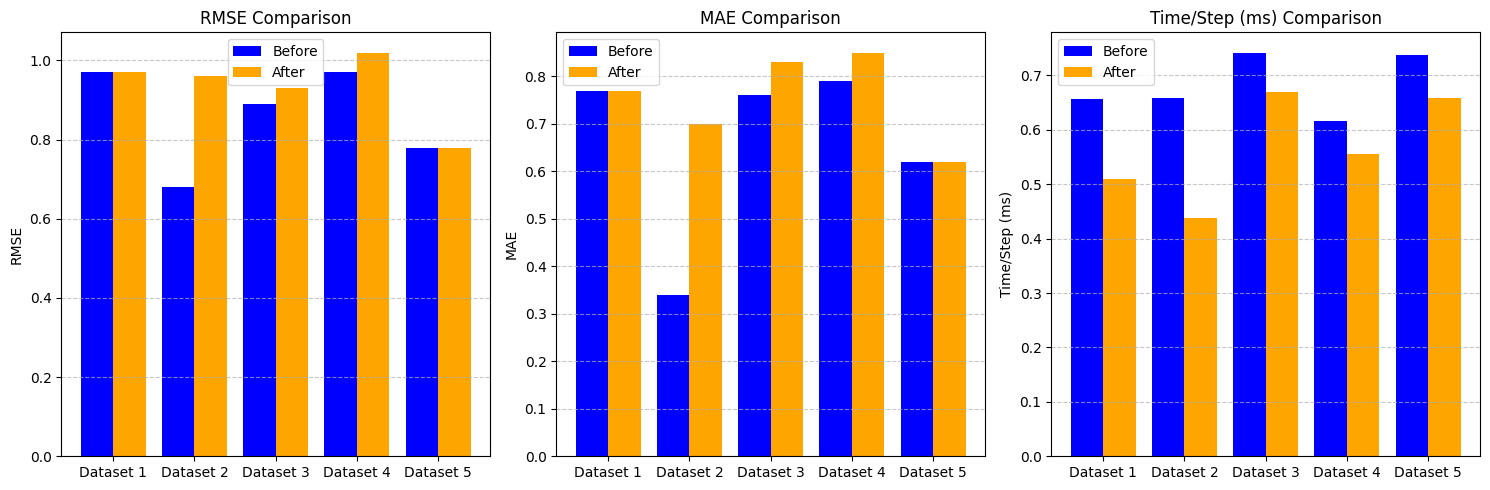 RMSE Comparison
Before
After
RMSE
1.0
0.8
0.6
0.4
0.2
0.0
Dataset 1 Dataset 2 Dataset 3 Dataset 4 Dataset 5
MAE Comparison
Before
After
MAE
0.8
0.7
0.6
0.5
0.4
0.3
0.2
0.1
0.0
Dataset 1 Dataset 2 Dataset 3 Dataset 4 Dataset 5
Time/Step (ms) Comparison
Before
After
Time/Step (ms)
0.7
0.6
0.5
0.4
0.3
0.2
0.1
0.0
Dataset 1 Dataset 2 Dataset 3 Dataset 4 Dataset 5